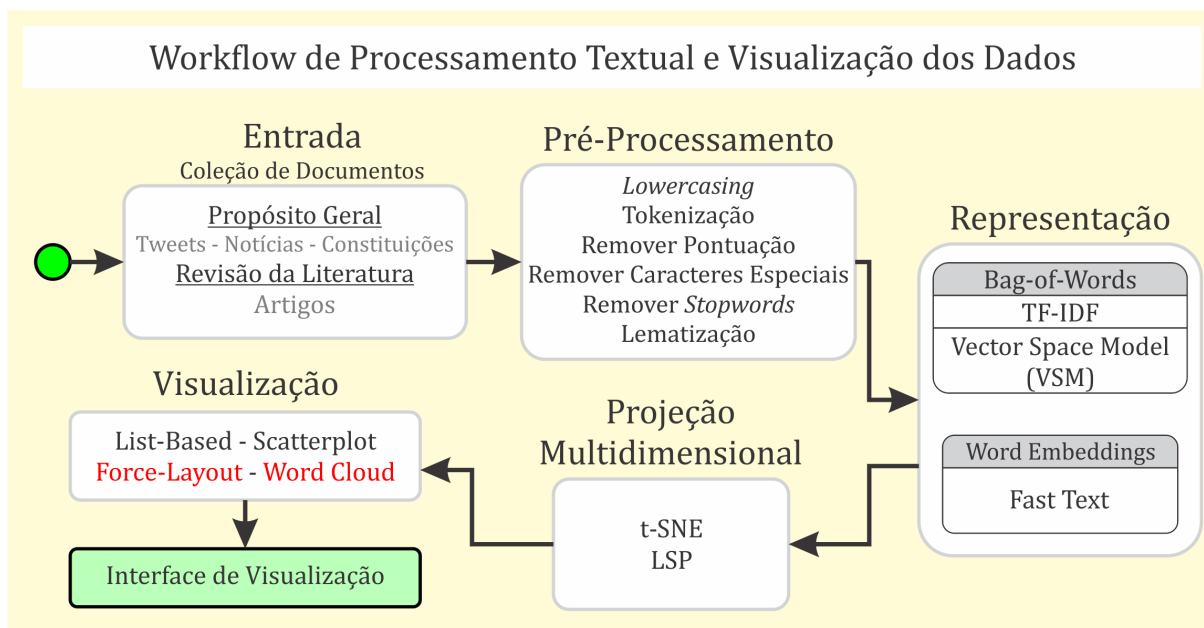 Workflow de Processamento Textual e Visualização dos Dados
Entrada
Coleção de Documentos
Propósito Geral
Tweets - Notícias - Constituições
Revisão da Literatura
Artigos
Pré-Processamento
Lowercasing
Tokenização
Remover Pontuação
Remover Caracteres Especiais
Remover Stopwords
Lematização
Representação
Bag-of-Words
TF-IDF
Vector Space Model
(VSM)
Word Embeddings
Fast Text
Projeção
Multidimensional
t-SNE
LSP
Visualização
List-Based - Scatterplot
Force-Layout - Word Cloud
Interface de Visualização